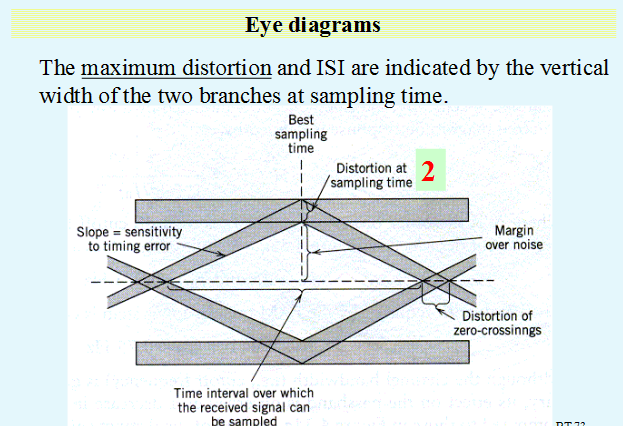 Eye diagrams
The maximum distortion and ISI are indicated by the vertical
width of the two branches at sampling time.
Best
sampling
time
Distortion at
sampling time
2
Slope = sensitivity
to timing error
Margin
over noise
Distortion of
zero-crossinngs
Time interval over which
the received signal can
be sampled